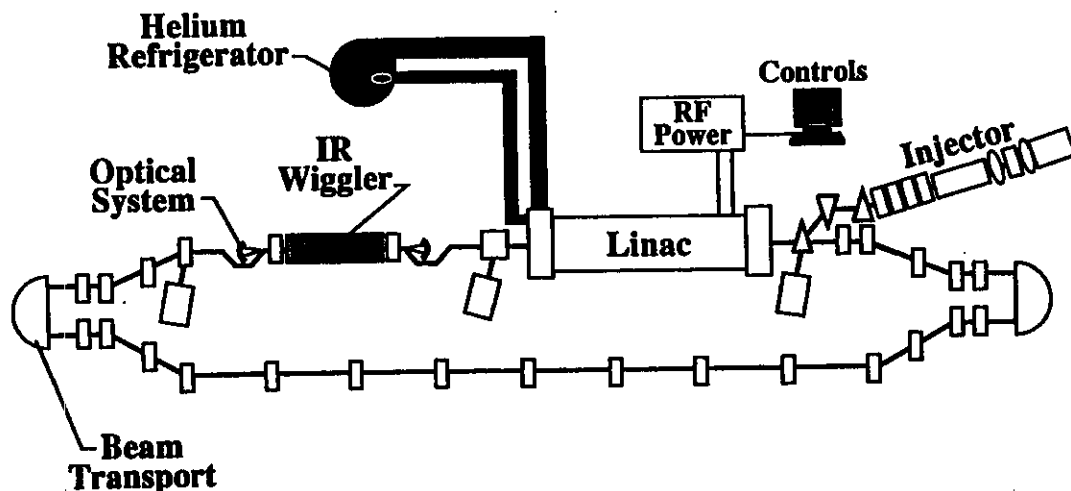 Helium
Refrigerator
Controls
RF
Power
Injector
IR
Wiggler
Optical
System
Linac
Beam
Transport